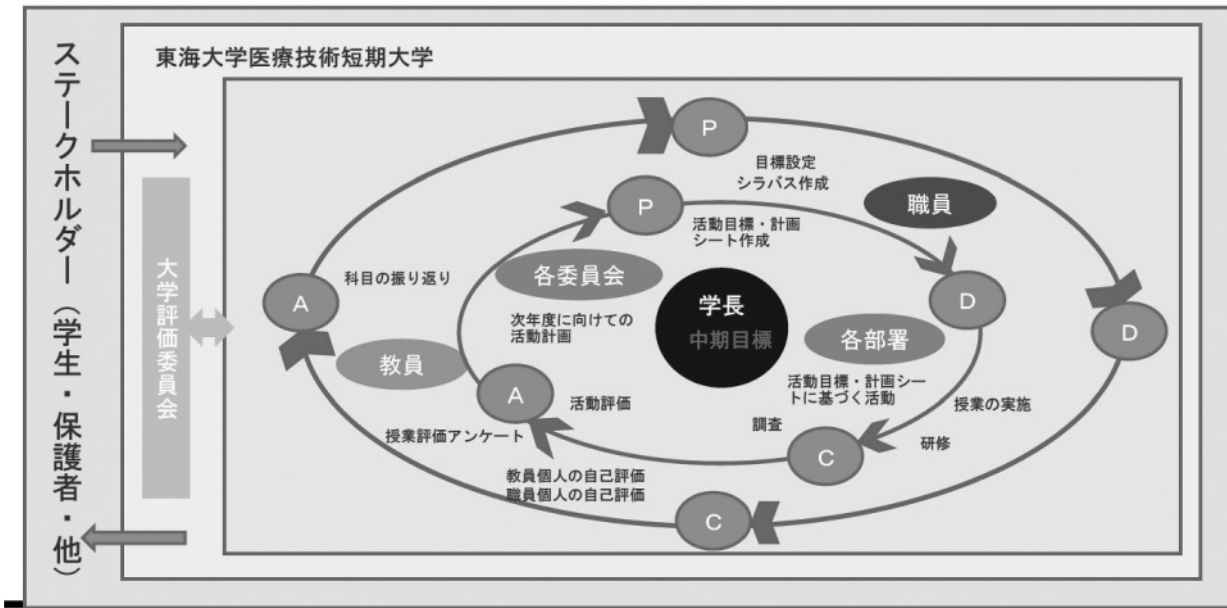 ステークホルダー（学生・保護者・他）
東海大学医療技術短期大学
大学評価委員会
P
目標設定
シラバス作成
職員
P
活動目標・計画
シート作成
科目の振り返り
各委員会
A
学長
中期目標
D
D
次年度に向けての
活動計画
各部署
教員
A
活動評価
活動目標・計画シー
トに基づく活動
授業の実施
調査
授業評価アンケート
研修
C
教員個人の自己評価
職員個人の自己評価
C